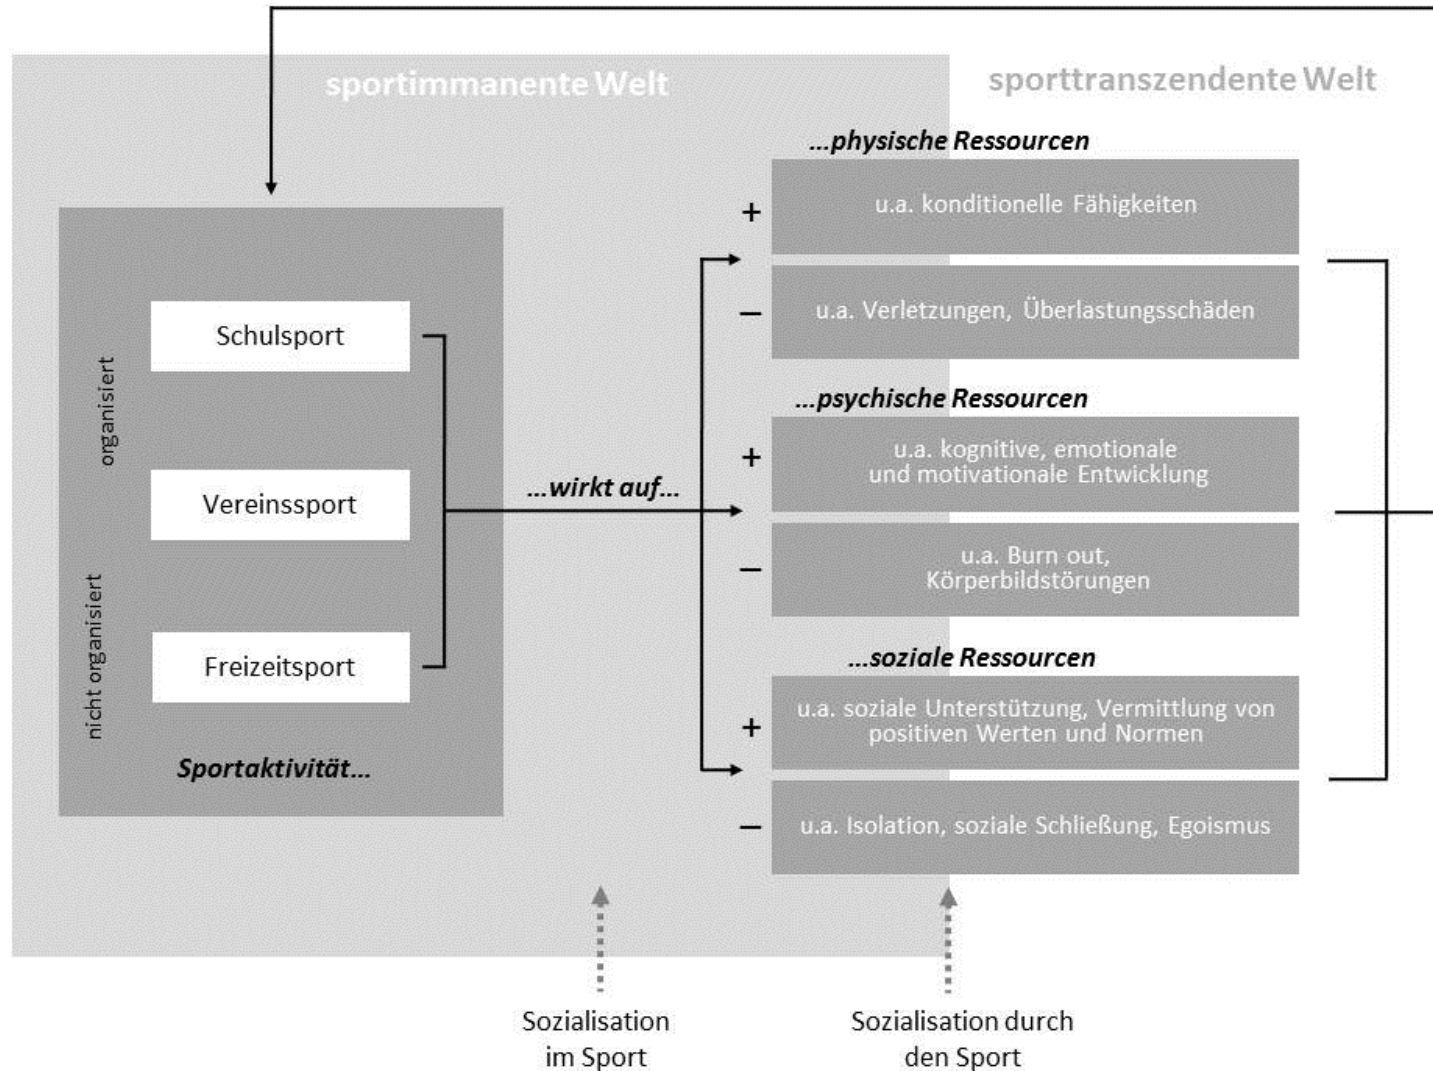 sportimmanente Welt
sporttranszendente Welt
...physische Ressourcen
+
u.a. konditionelle Fähigkeiten
–
u.a. Verletzungen, Überlastungsschäden
organisiert
Schulsport
Vereinssport
nicht organisiert
Freizeitsport
Sportaktivität...
...wirkt auf...
...psychische Ressourcen
+
u.a. kognitive, emotionale
und motivationale Entwicklung
–
u.a. Burn out,
Körperbildstörungen
...soziale Ressourcen
+
u.a. soziale Unterstützung, Vermittlung von
positiven Werten und Normen
–
u.a. Isolation, soziale Schließung, Egoismus
Sozialisation
im Sport
Sozialisation durch
den Sport